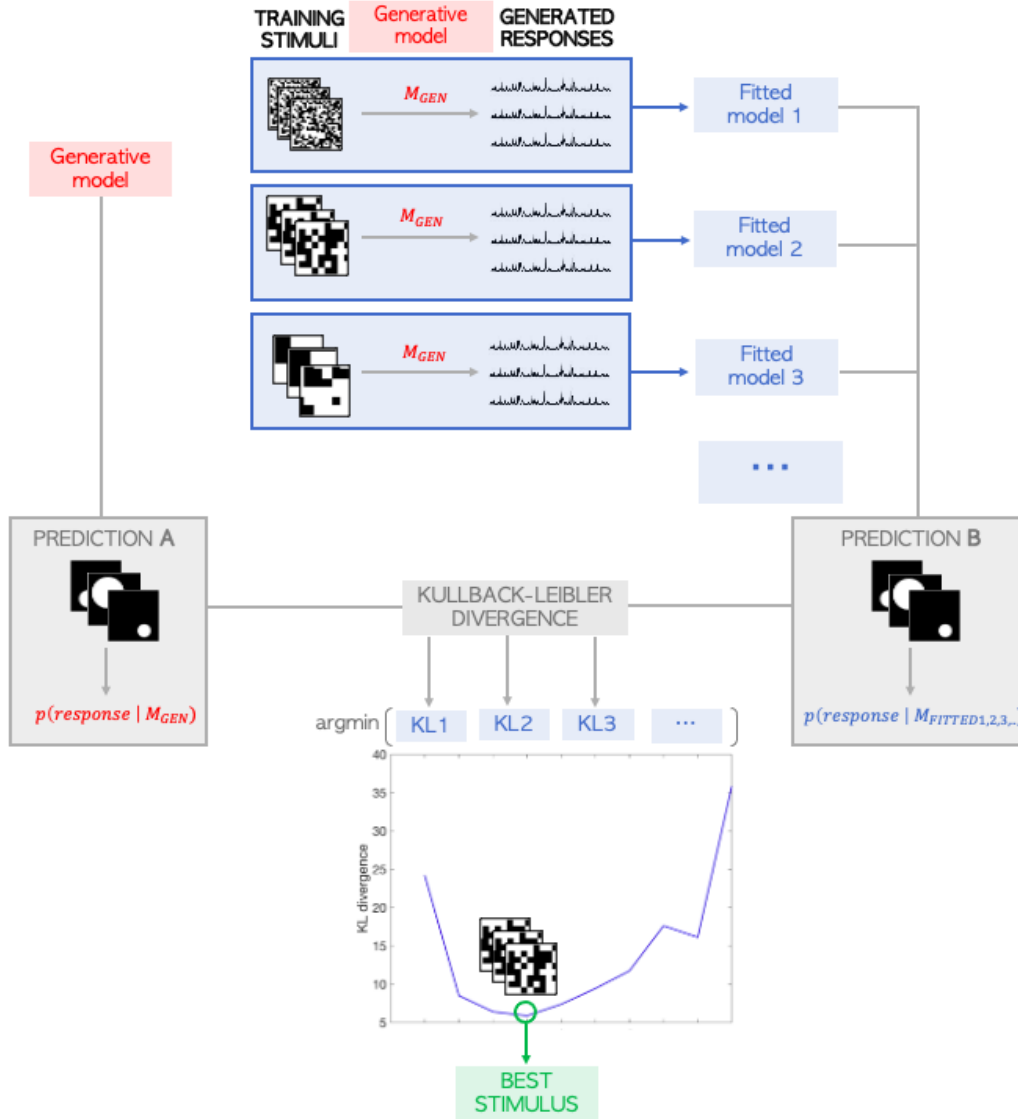 TRAINING
STIMULI
Generative
model
GENERATED
RESPONSES
M_GEN
Fitted
model 1
Generative
model
M_GEN
Fitted
model 2
M_GEN
Fitted
model 3
...
PREDICTION A
PREDICTION B
KULLBACK-LEIBLER
DIVERGENCE
p(response | M_GEN)
p(response | M_FITTED1,2,3,..)
argmin
KL1
KL2
KL3
...
40
35
30
25
20
15
10
5
KL divergence
BEST
STIMULUS